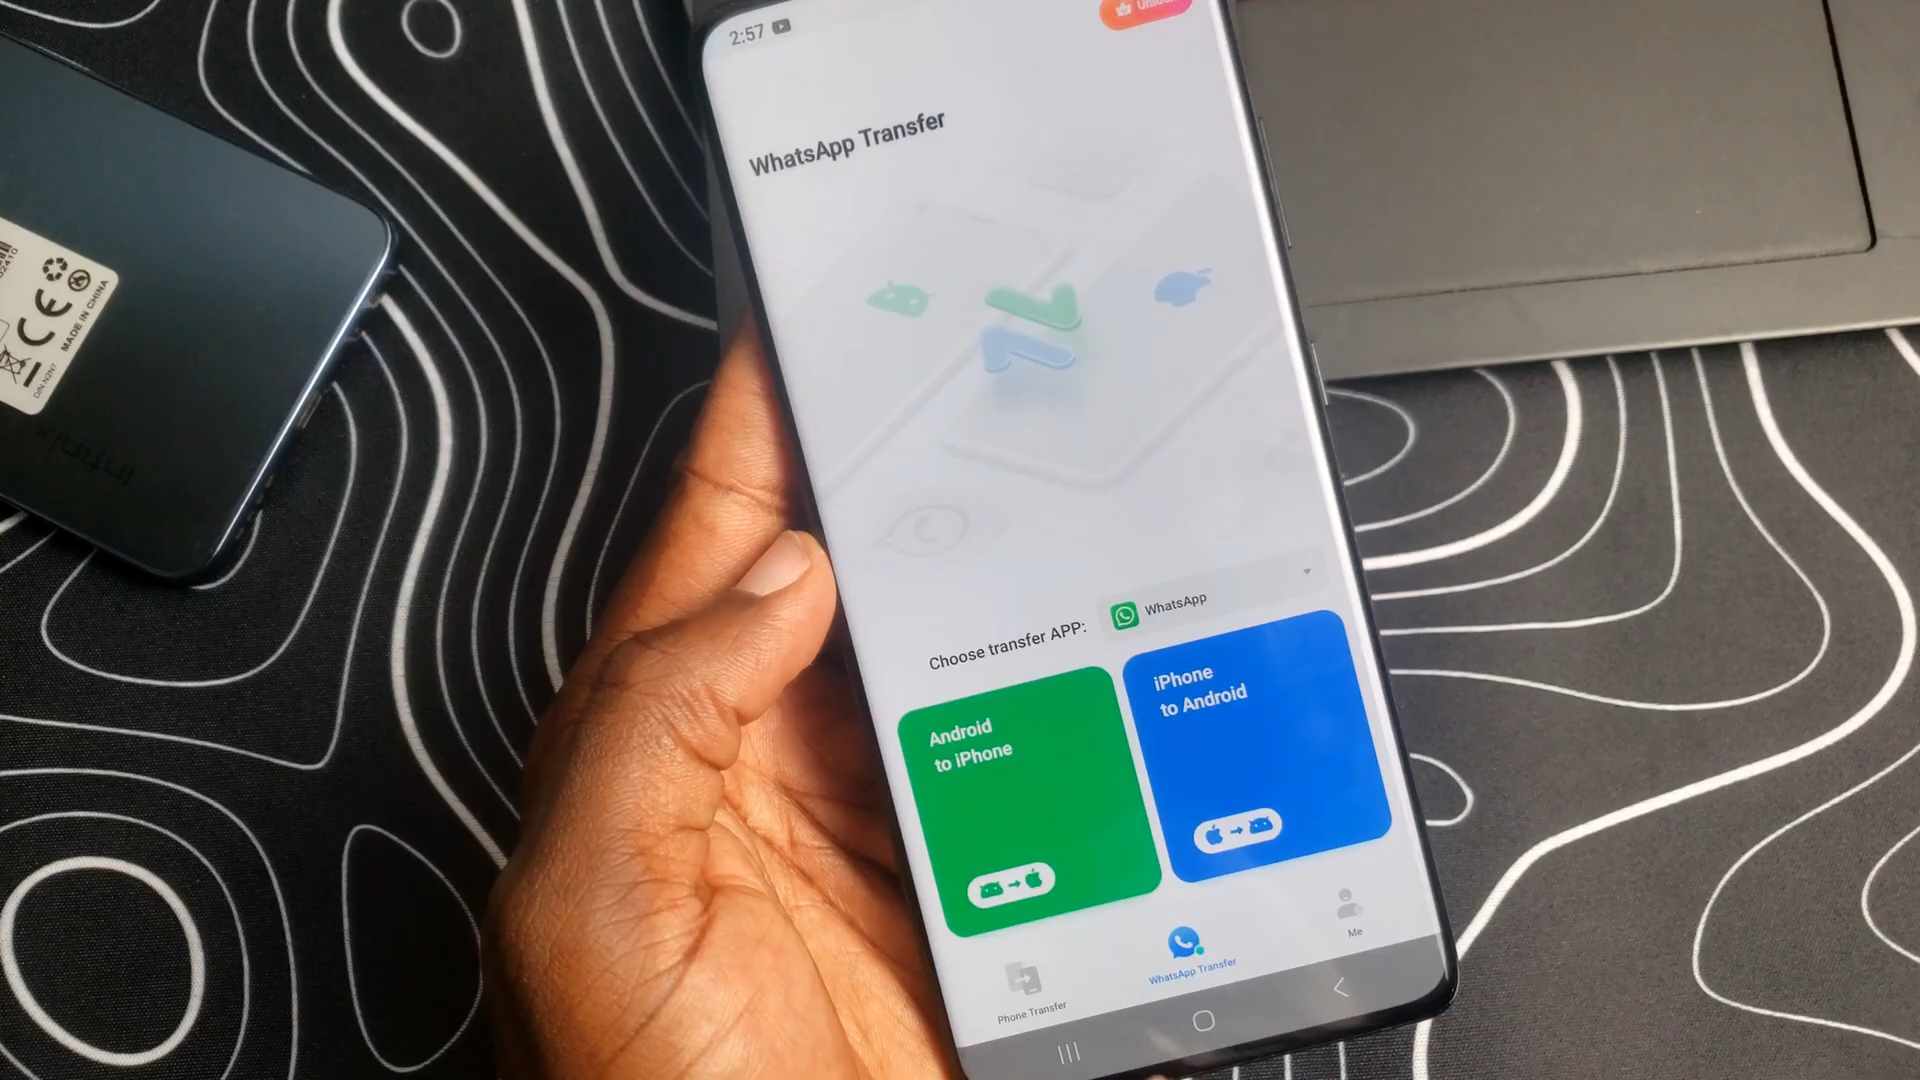 2:57
WhatsApp Transfer
Choose transfer APP:
WhatsApp
Android
to iPhone
iPhone
to Android
Phone Transfer
WhatsApp Transfer
Me
CE
MADE IN CHINA
Infinix